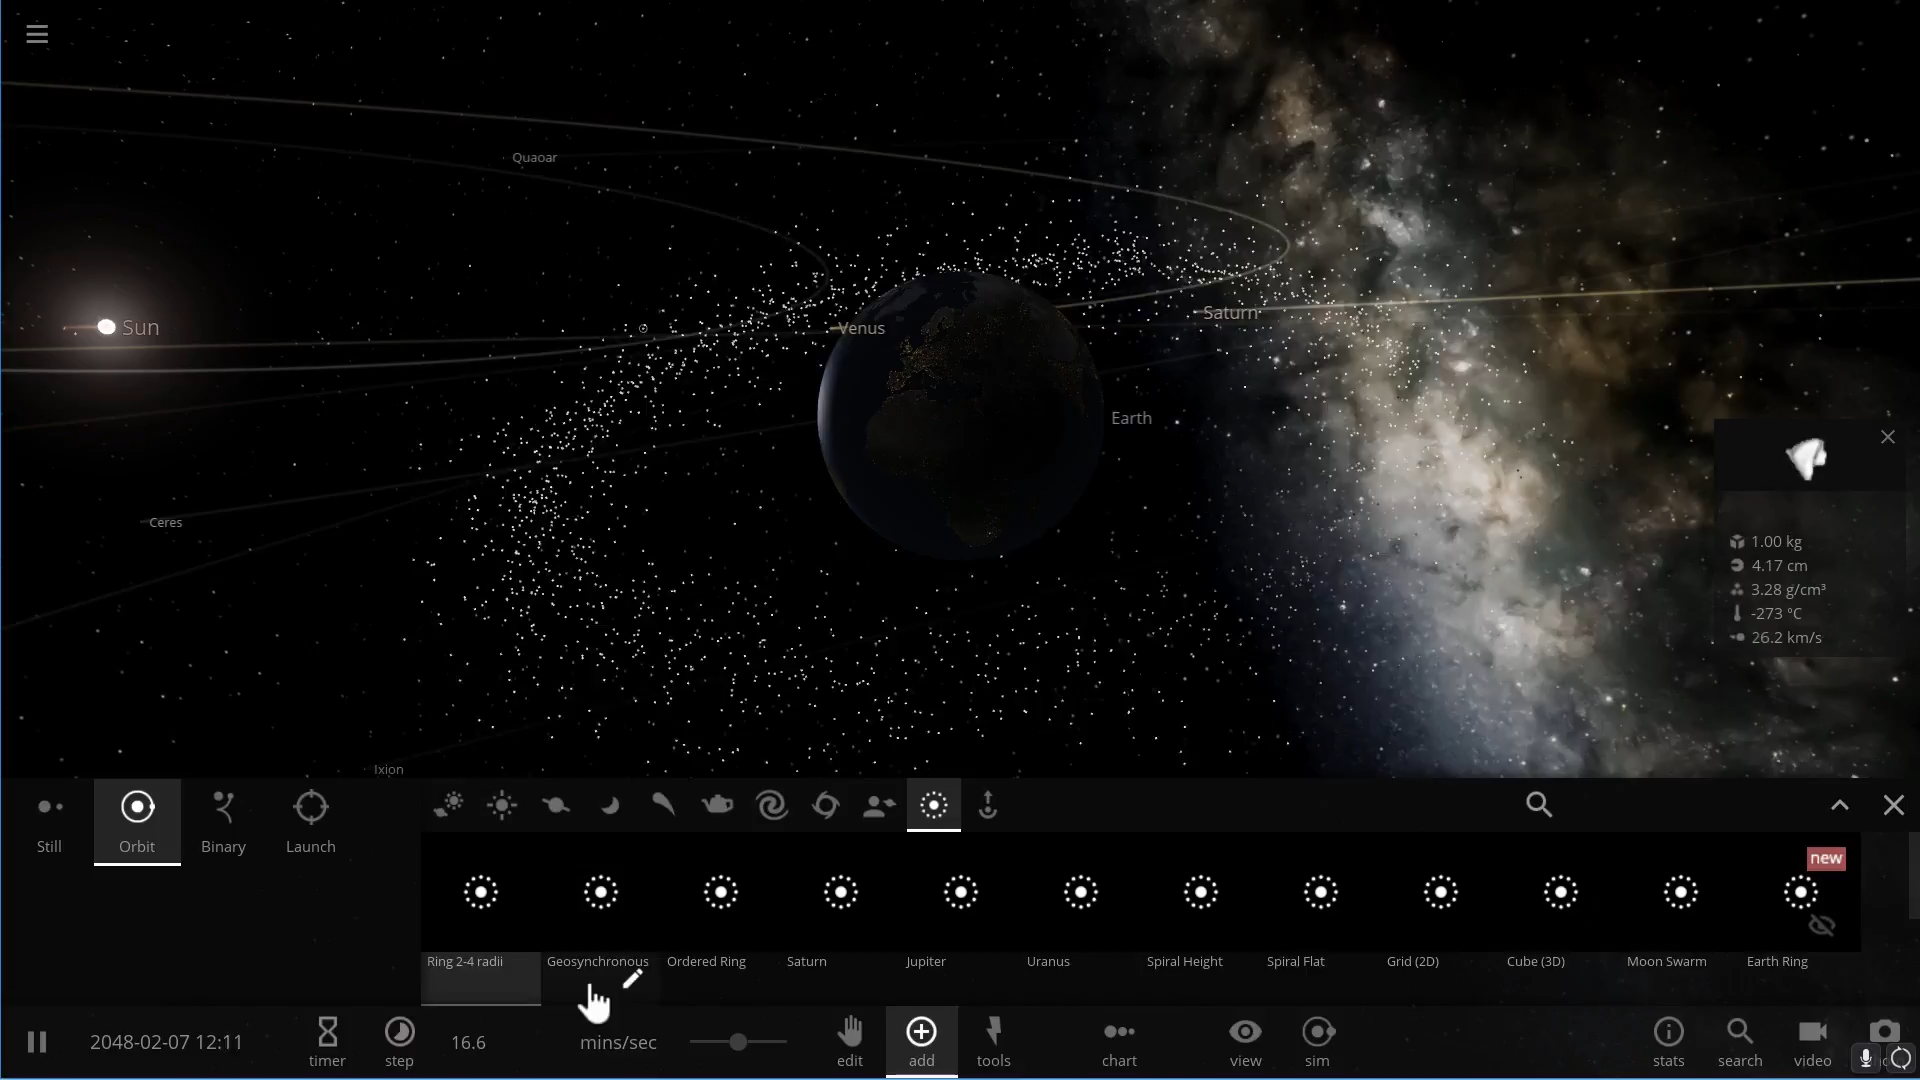 Quaoar
Sun
Venus
Saturn
Earth
Ceres
1.00 kg
4.17 cm
3.28 g/cm³
-273 °C
26.2 km/s
Ixion
Still
Orbit
Binary
Launch
new
Ring 2-4 radii
Geosynchronous
Ordered Ring
Saturn
Jupiter
Uranus
Spiral Height
Spiral Flat
Grid (2D)
Cube (3D)
Moon Swarm
Earth Ring
2048-02-07 12:11
timer
step
16.6
mins/sec
edit
add
tools
chart
view
sim
stats
search
video